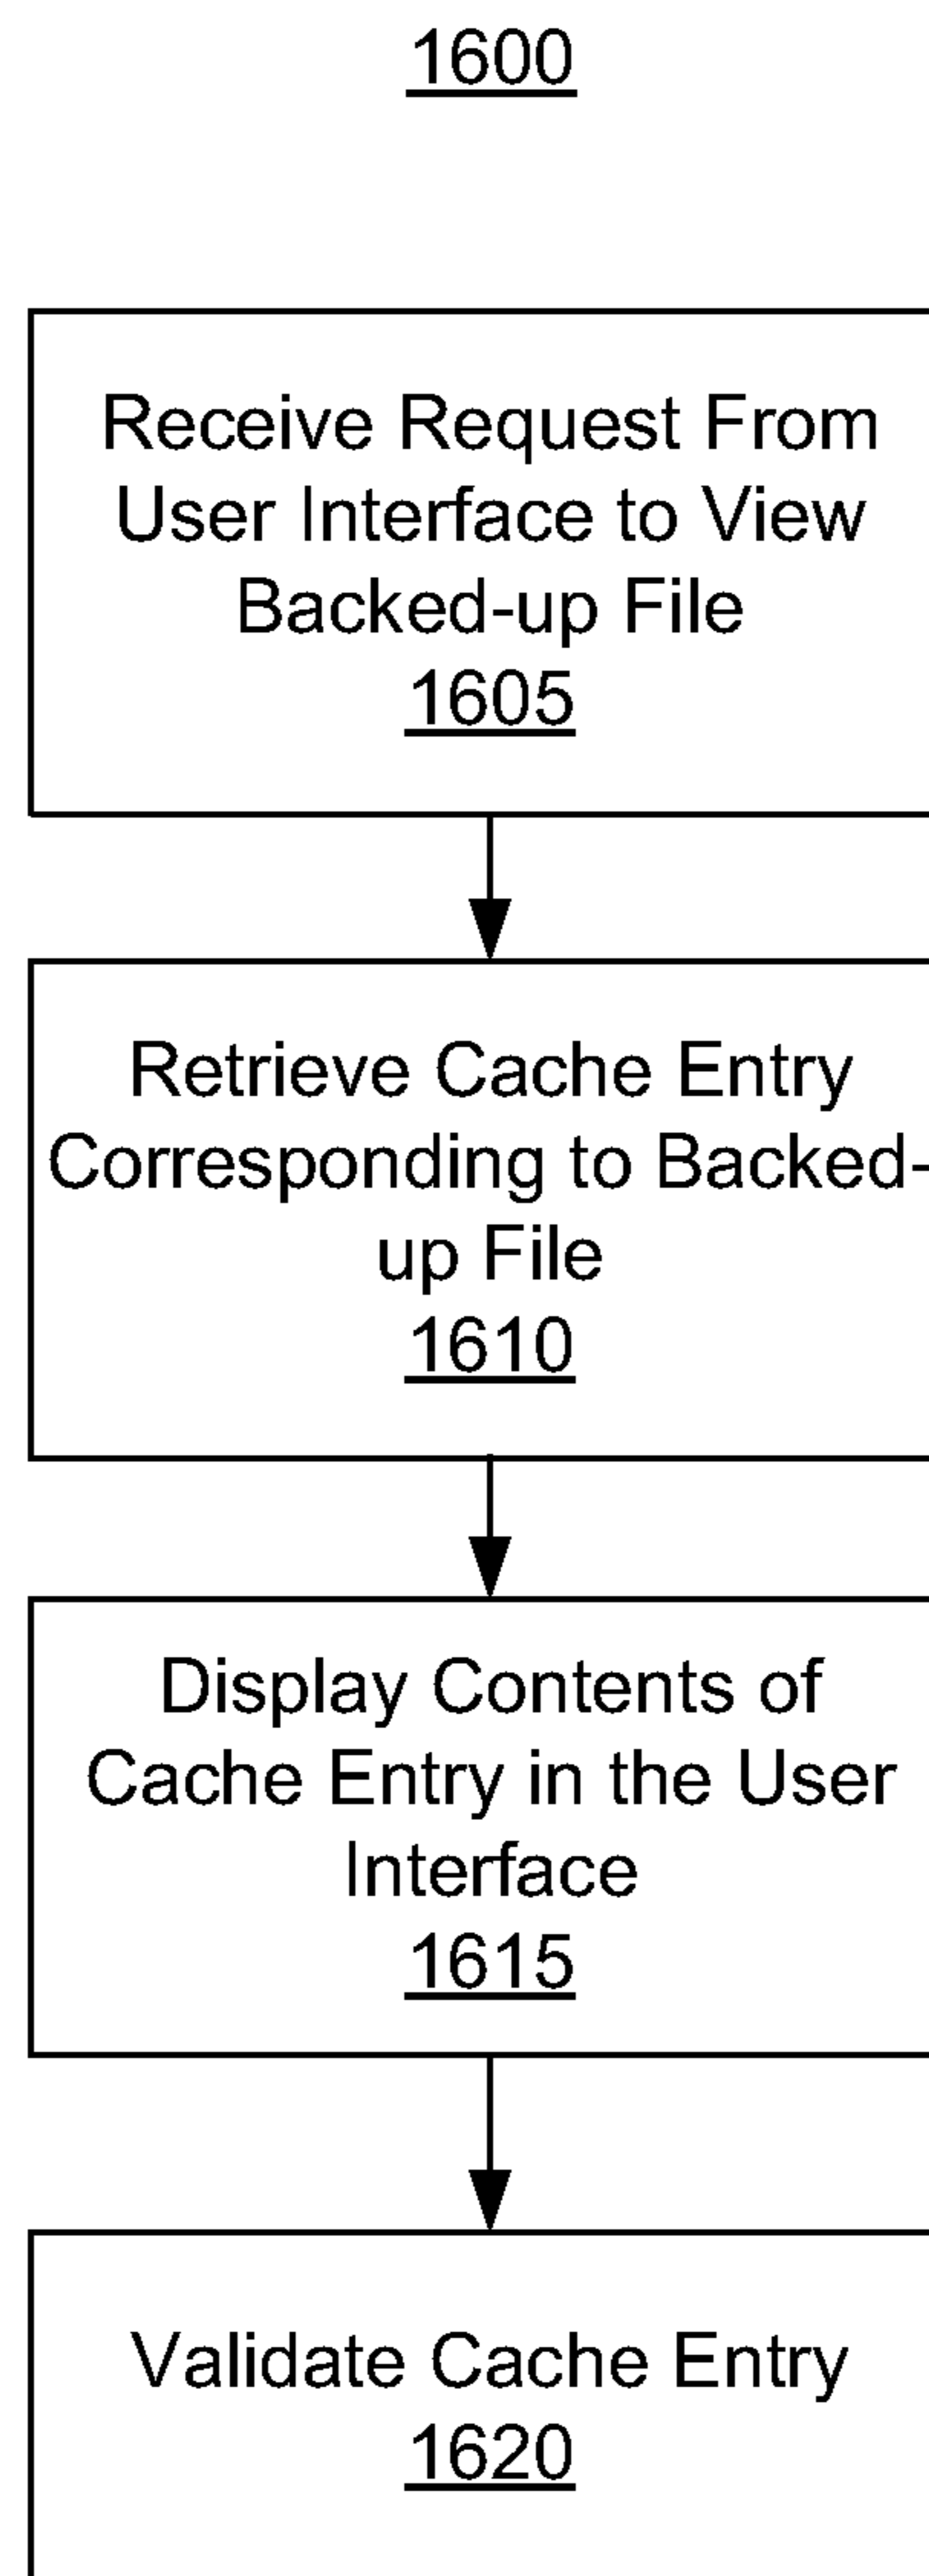 1600
Receive Request From
User Interface to View
Backed-up File
1605
Retrieve Cache Entry
Corresponding to Backed-
up File
1610
Display Contents of
Cache Entry in the User
Interface
1615
Validate Cache Entry
1620